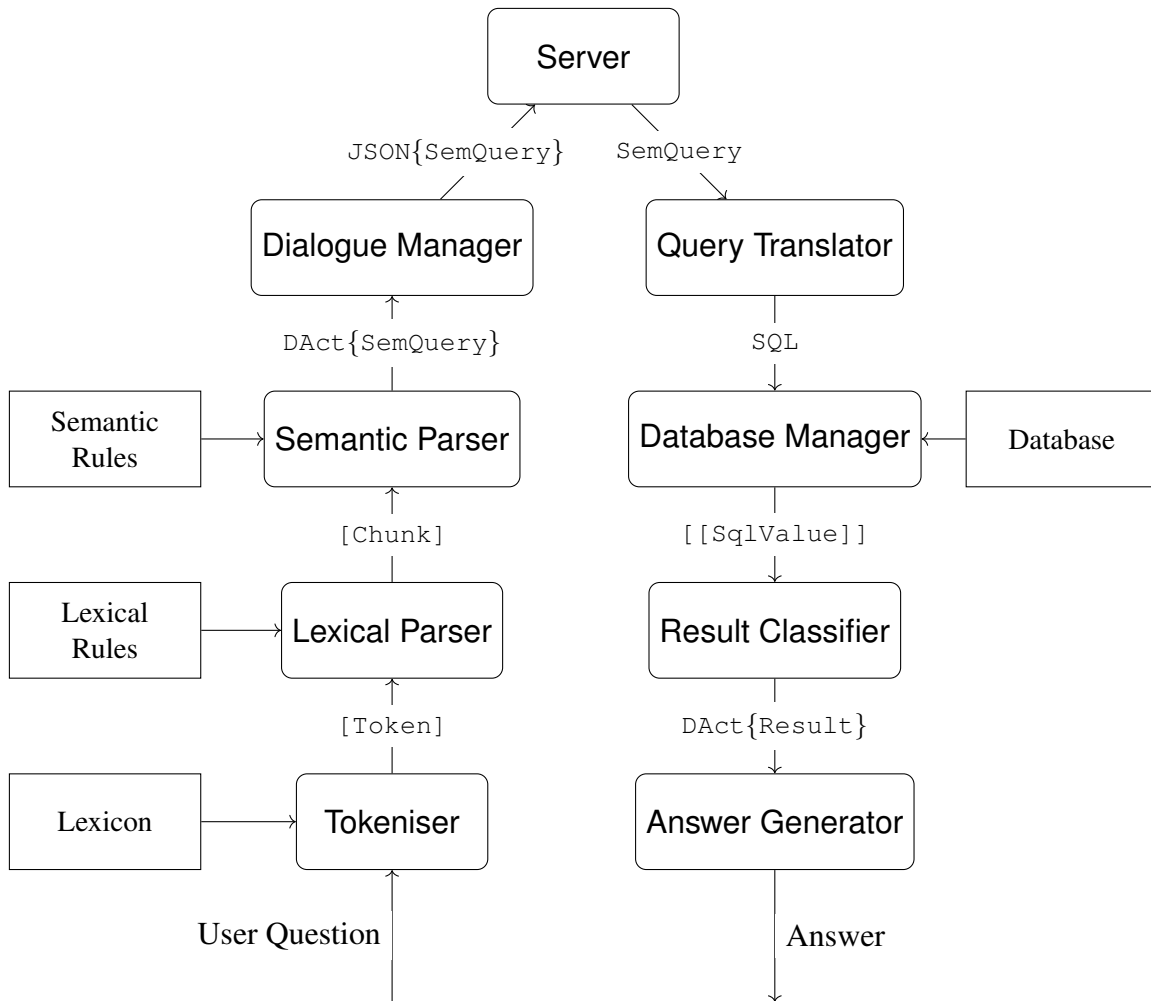 Server
JSON{SemQuery}
SemQuery
Dialogue Manager
Query Translator
DAct{SemQuery}
SQL
Semantic
Rules
Semantic Parser
Database Manager
Database
[Chunk]
[[SqlValue]]
Lexical
Rules
Lexical Parser
Result Classifier
[Token]
DAct{Result}
Lexicon
Tokeniser
Answer Generator
User Question
Answer